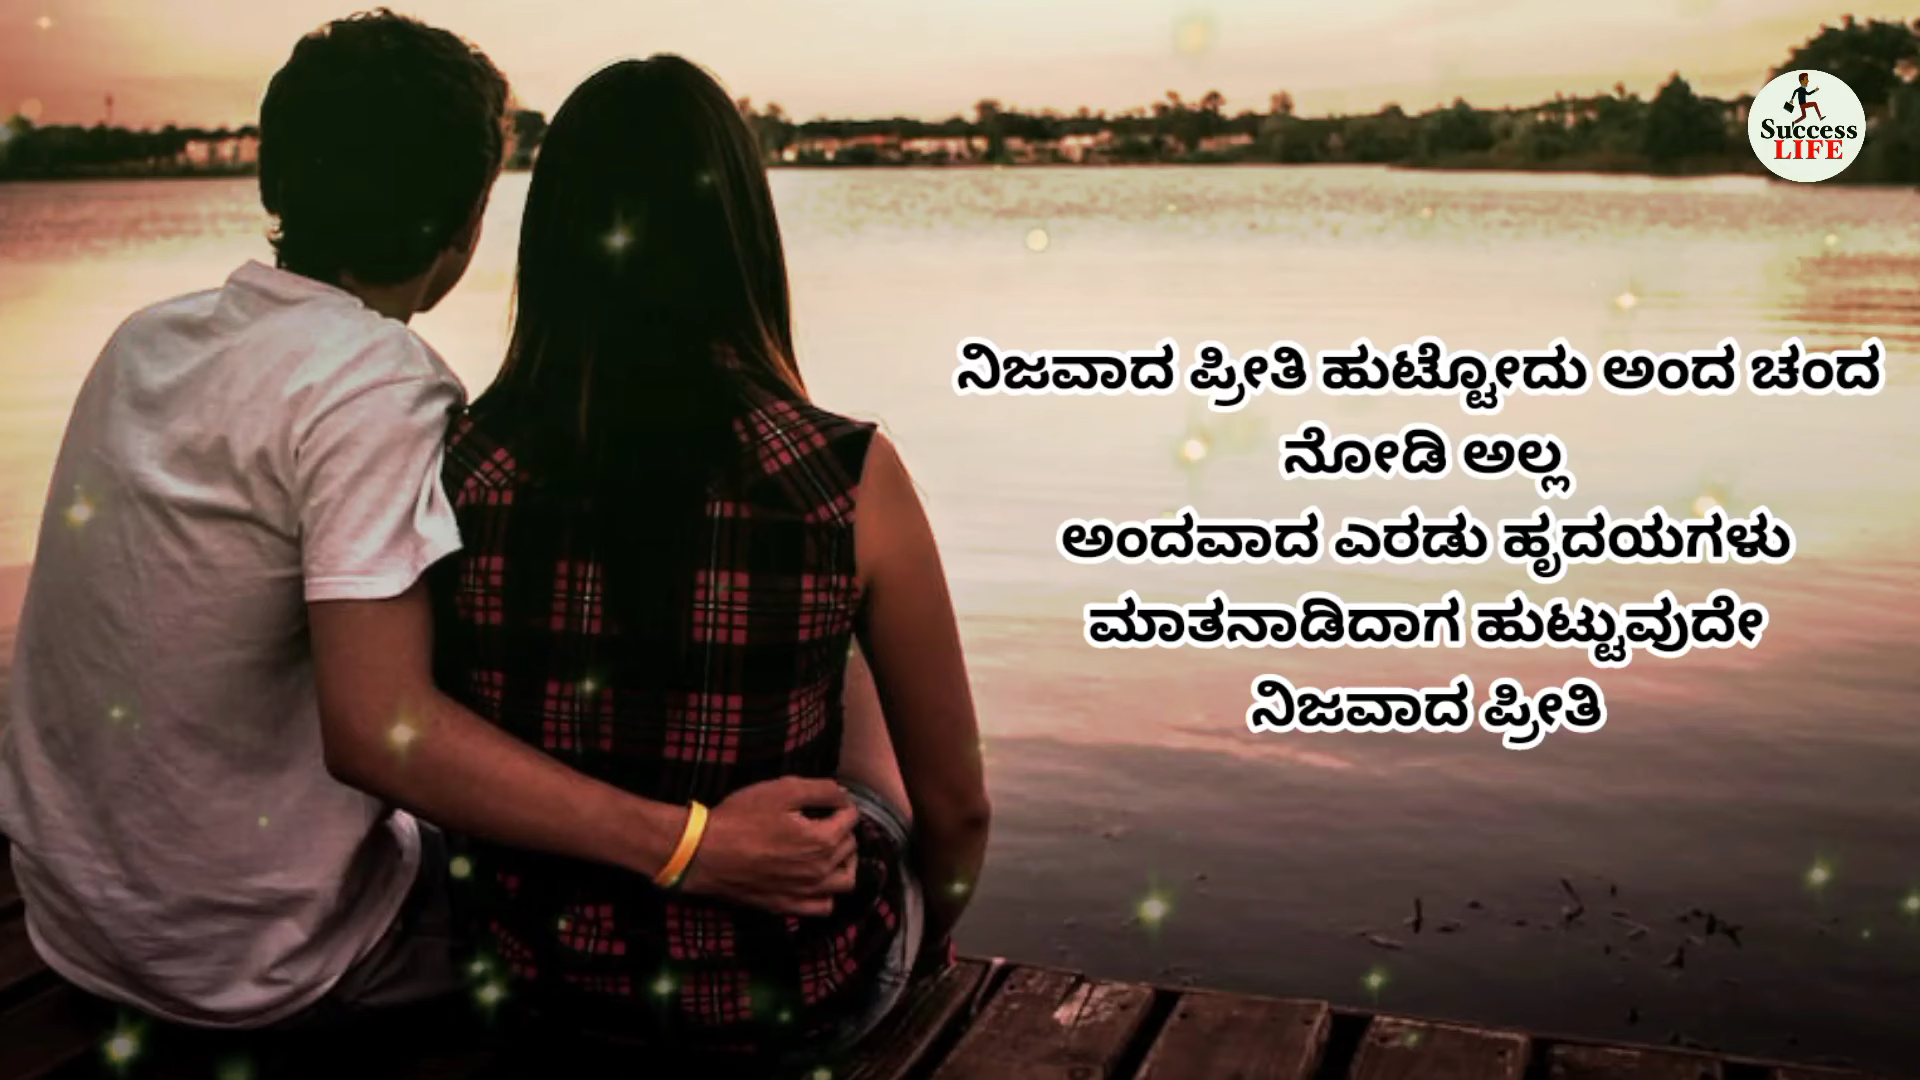 Success
LIFE
ನಿಜವಾದ ಪ್ರೀತಿ ಹುಟ್ಟೋದು ಅಂದ ಚಂದ
ನೋಡಿ ಅಲ್ಲ
ಅಂದವಾದ ಎರಡು ಹೃದಯಗಳು
ಮಾತನಾಡಿದಾಗ ಹುಟ್ಟುವುದೇ
ನಿಜವಾದ ಪ್ರೀತಿ